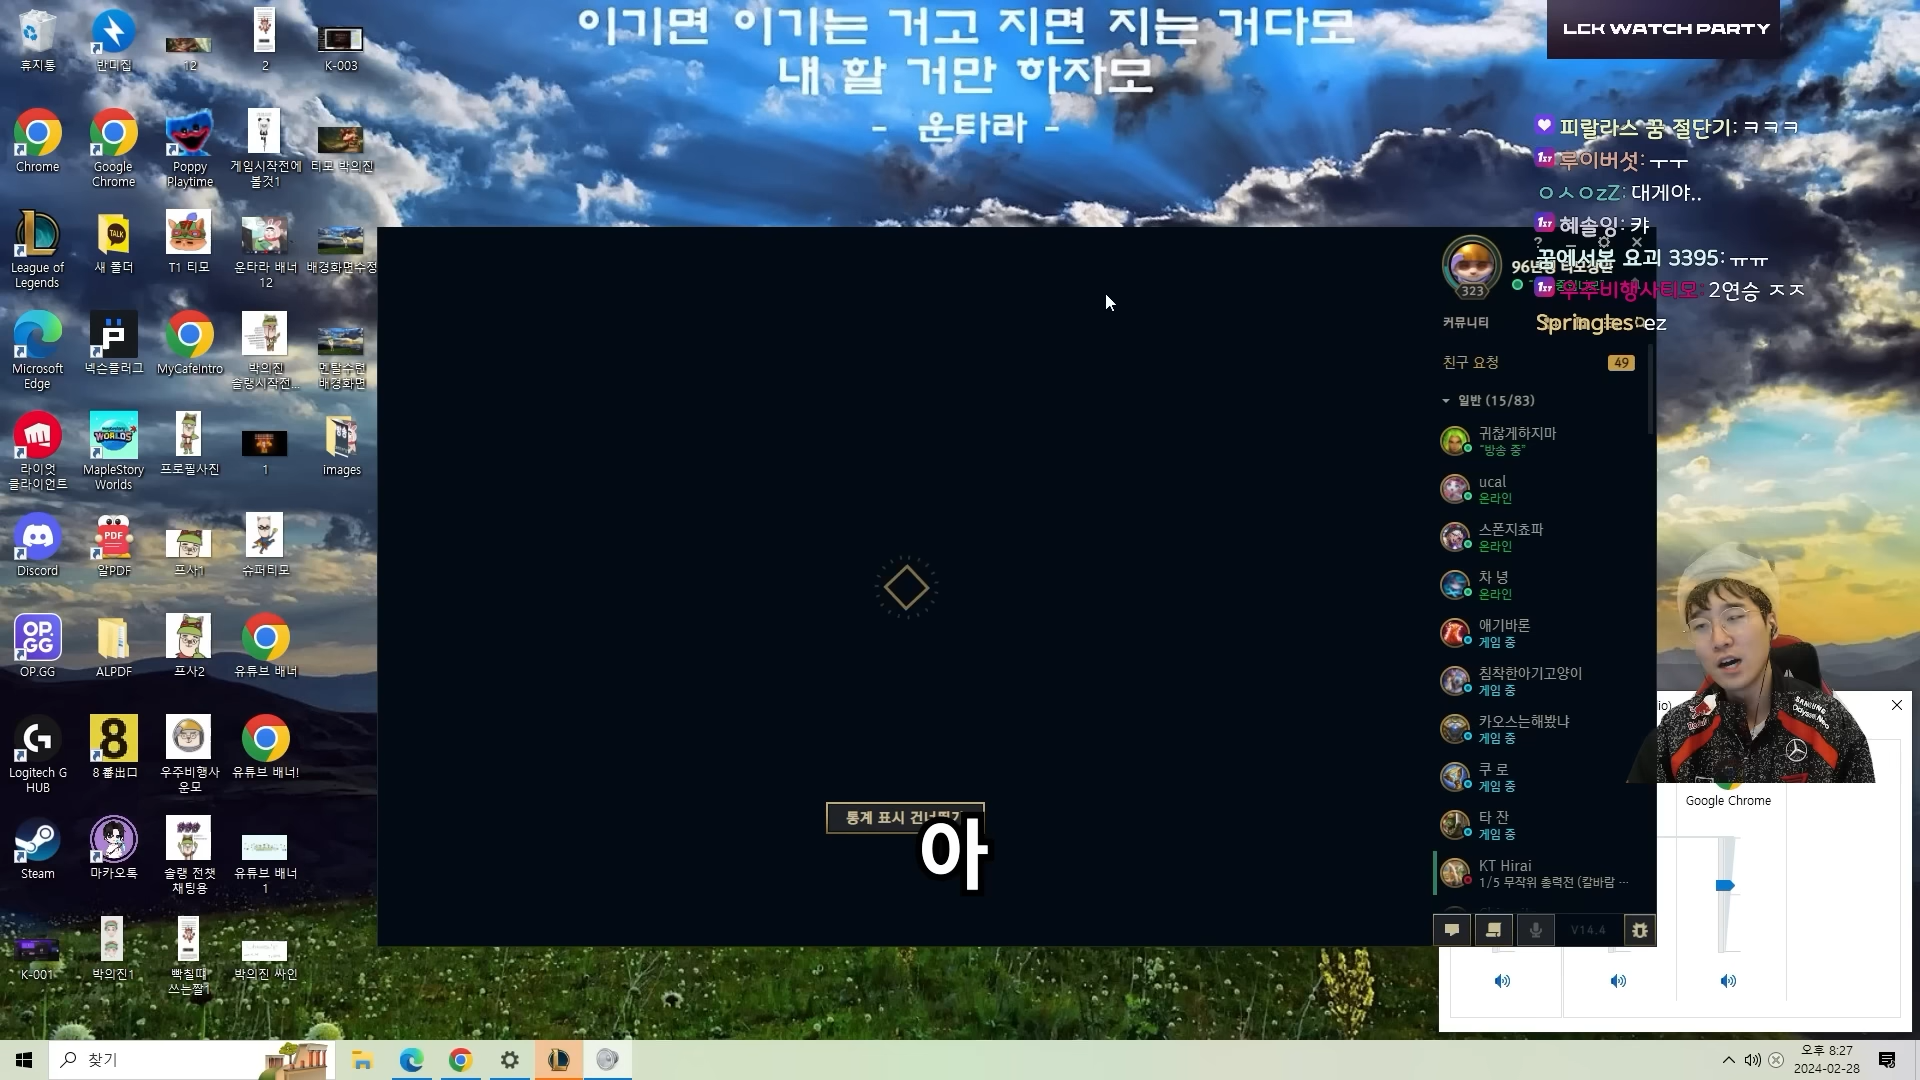 이기면 이기는 거고 지면 지는 거다모
내 할 거만 하자모
- 운타라 -
LCK WATCH PARTY
휴지통
반디집
12
2
K-003
Chrome
Google Chrome
Poppy Playtime
게임시작전에 볼것1
티모 박의진
League of Legends
새 폴더
T1 티모
운타라 배너 12
배경화면수정
Microsoft Edge
넥슨플러그
MyCafeIntro
박의진 솔랭시작전...
멘탈수련 배경화면
라이엇 클라이언트
MapleStory Worlds
프로필사진
1
images
Discord
알PDF
프사1
슈퍼티모
OP.GG
ALPDF
프사2
유튜브 배너
Logitech G HUB
8番出口
우주비행사 운모
유튜브 배너!
Steam
마카오톡
솔랭 전챗 채팅용
유튜브 배너 1
K-001
박의진1
빡칠때 쓰는짤1
박의진 싸인
피랄라스 꿈 절단기: ㅋㅋㅋ
루이버섯: ㅜㅜ
ㅇㅅㅇzZ: 대게야..
혜솔잉: 캬
꿈에서본 요괴 3395: ㅠㅠ
우주비행사티모: 2연승 ㅈㅈ
Springles: ez
323
커뮤니티
친구 요청
49
일반 (15/83)
귀찮게하지마
“방송 중”
ucal
온라인
스폰지쵸파
온라인
차 녕
온라인
애기바론
게임 중
침착한아기고양이
게임 중
카오스는해봤냐
게임 중
쿠 로
게임 중
타 잔
게임 중
KT Hirai
1/5 무작위 총력전 (칼바람 ...
V14.4
통계 표시 건너뛰기
아
Google Chrome
찾기
오후 8:27
2024-02-28